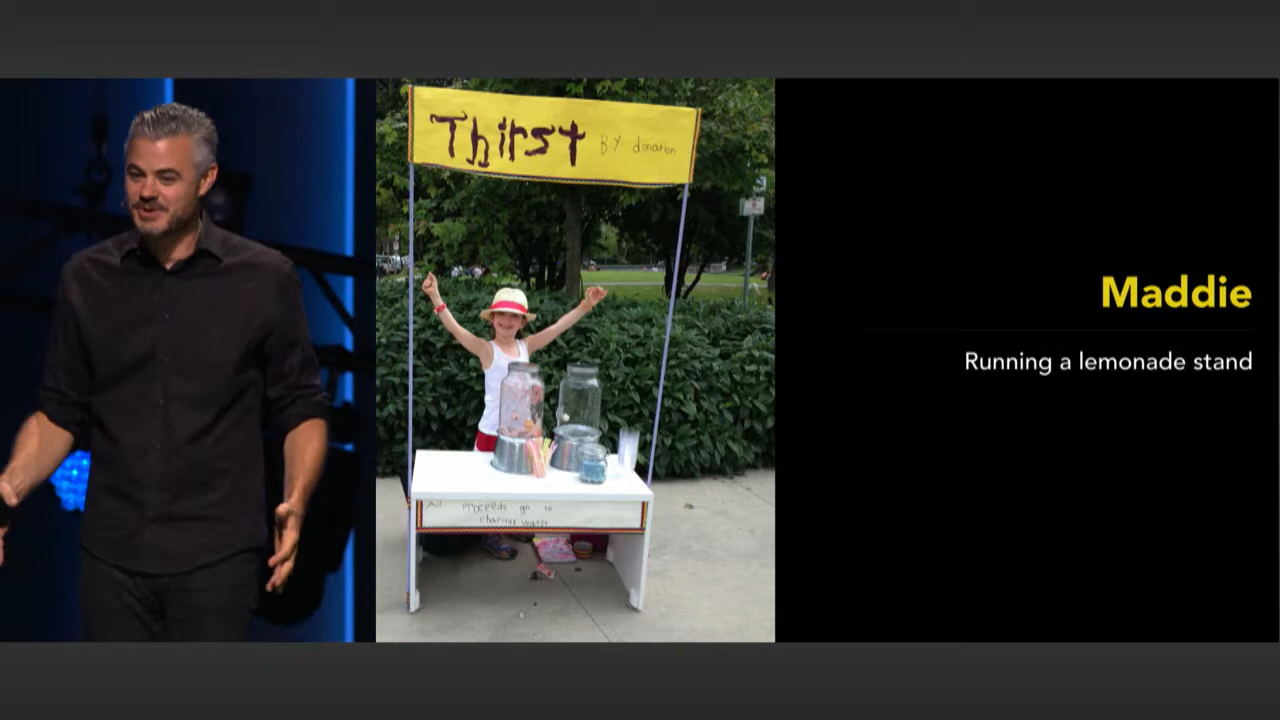 Thirst BY donation
All proceeds go to
charity: water
Maddie
Running a lemonade stand